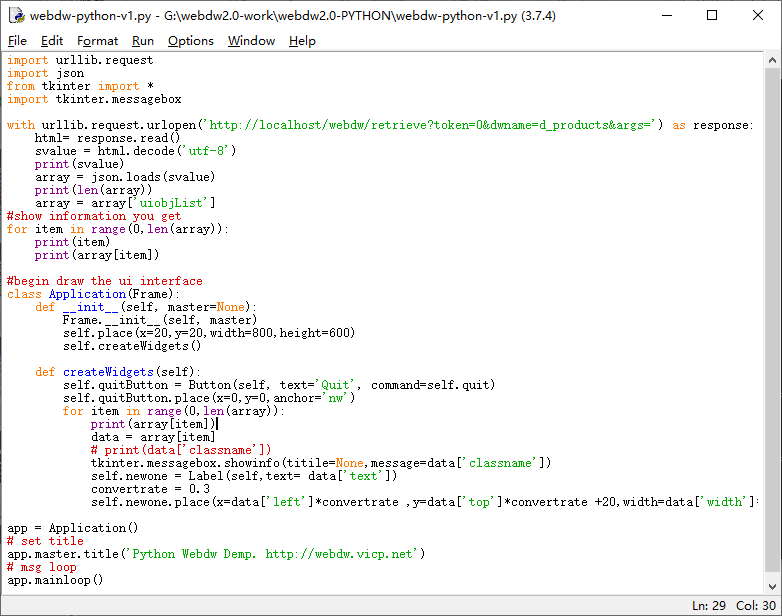 webdw-python-v1.py - G:\webdw2.0-work\webdw2.0-PYTHON\webdw-python-v1.py (3.7.4)
File Edit Format Run Options Window Help
import urllib.request
import json
from tkinter import *
import tkinter.messagebox

with urllib.request.urlopen('http://localhost/webdw/retrieve?token=0&dwname=d_products&args=') as response:
    html= response.read()
    svalue = html.decode('utf-8')
    print(svalue)
    array = json.loads(svalue)
    print(len(array))
    array = array['uiobjList']
#show information you get
for item in range(0,len(array)):
    print(item)
    print(array[item])

#begin draw the ui interface
class Application(Frame):
    def __init__(self, master=None):
        Frame.__init__(self, master)
        self.place(x=20,y=20,width=800,height=600)
        self.createWidgets()

    def createWidgets(self):
        self.quitButton = Button(self, text='Quit', command=self.quit)
        self.quitButton.place(x=0,y=0,anchor='nw')
        for item in range(0,len(array)):
            print(array[item])
            data = array[item]
            # print(data['classname'])
            tkinter.messagebox.showinfo(titile=None,message=data['classname'])
            self.newone = Label(self,text= data['text'])
            convertrate = 0.3
            self.newone.place(x=data['left']*convertrate ,y=data['top']*convertrate +20,width=data['width']*

app = Application()
# set title
app.master.title('Python Webdw Demp. http://webdw.vicp.net')
# msg loop
app.mainloop()
Ln: 29 Col: 30